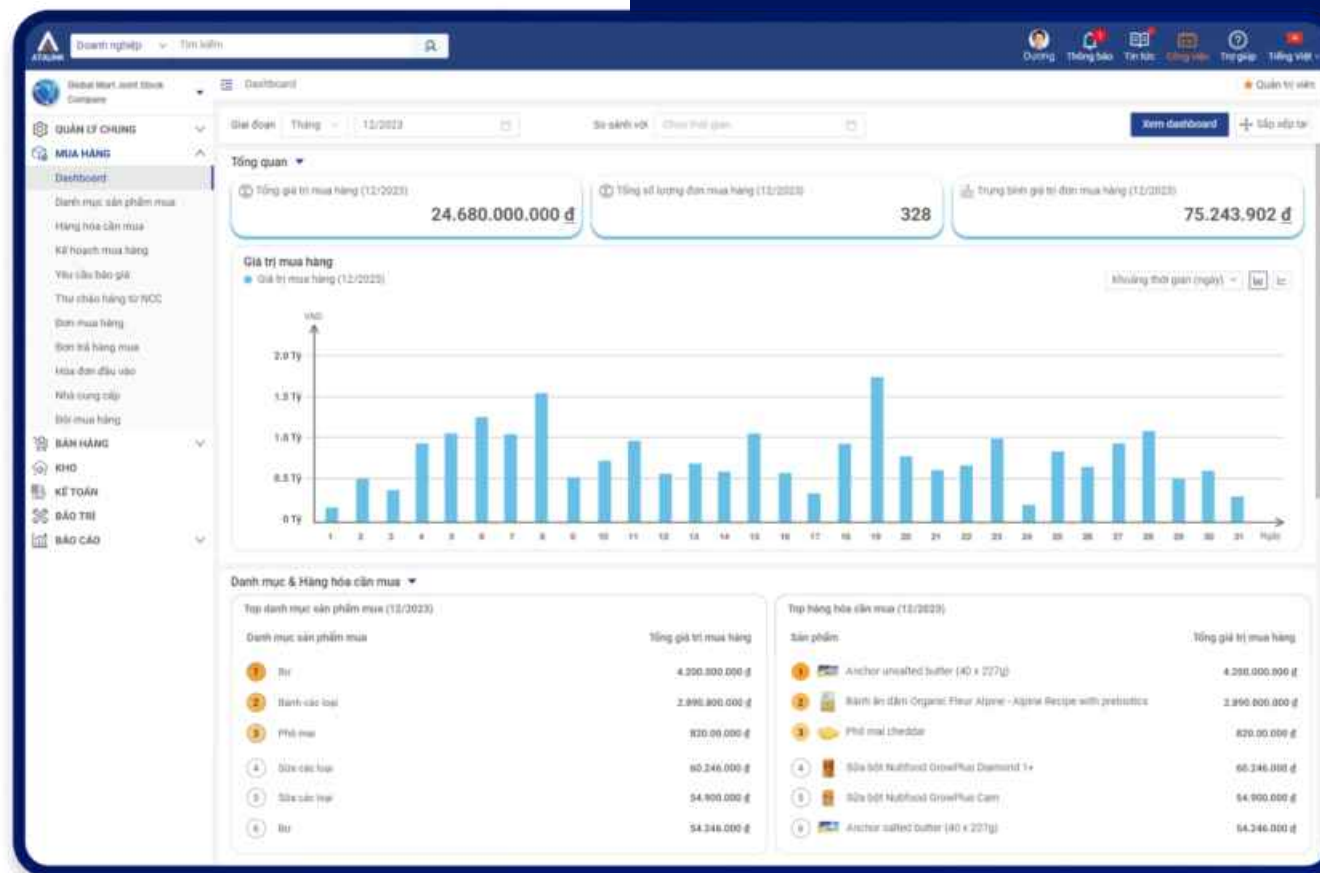 ATALINK
Doanh nghiệp Tìm kiếm
Dương Thông báo Tin tức Công việc Trợ giúp Tiếng Việt
Global Mart Joint Stock Company
Dashboard
Quản trị viên
QUẢN LÝ CHUNG
MUA HÀNG
Dashboard
Danh mục sản phẩm mua
Hàng hóa cần mua
Kế hoạch mua hàng
Yêu cầu báo giá
Thư chào hàng từ NCC
Đơn mua hàng
Đơn trả hàng mua
Hóa đơn đầu vào
Nhà cung cấp
Đội mua hàng
BÁN HÀNG
KHO
KẾ TOÁN
BẢO TRÌ
BÁO CÁO
Giai đoạn Tháng 12/2023 So sánh với Chọn thời gian Xem dashboard Sắp xếp lại
Tổng quan
Tổng giá trị mua hàng (12/2023)
24.680.000.000 đ
Tổng số lượng đơn mua hàng (12/2023)
328
Trung bình giá trị đơn mua hàng (12/2023)
75.243.902 đ
Giá trị mua hàng
Giá trị mua hàng (12/2023)
Khoảng thời gian (ngày)
VND
2.0 Tỷ
1.5 Tỷ
1.0 Tỷ
0.5 Tỷ
0 Tỷ
1 2 3 4 5 6 7 8 9 10 11 12 13 14 15 16 17 18 19 20 21 22 23 24 25 26 27 28 29 30 31 Ngày
Danh mục & Hàng hóa cần mua
Top danh mục sản phẩm mua (12/2023)
Danh mục sản phẩm mua Tổng giá trị mua hàng
1 Bơ 4.200.000.000 đ
2 Bánh các loại 2.890.800.000 đ
3 Phô mai 820.00.000 đ
4 Sữa các loại 60.246.000 đ
5 Sữa các loại 54.900.000 đ
6 Bơ 54.246.000 đ
Top hàng hóa cần mua (12/2023)
Sản phẩm Tổng giá trị mua hàng
1 Anchor unsalted butter (40 x 227g) 4.200.000.000 đ
2 Bánh ăn dặm Organic Fleur Alpine - Alpine Recipe with prebiotics 2.890.800.000 đ
3 Phô mai cheddar 820.00.000 đ
4 Sữa bột Nutifood GrowPlus Diamond 1+ 60.246.000 đ
5 Sữa bột Nutifood GrowPlus Cam 54.900.000 đ
6 Anchor salted butter (40 x 227g) 54.246.000 đ